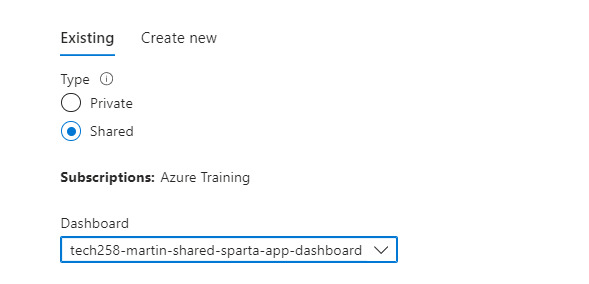 Existing Create new
Type
Private
Shared
Subscriptions: Azure Training
Dashboard
tech258-martin-shared-sparta-app-dashboard